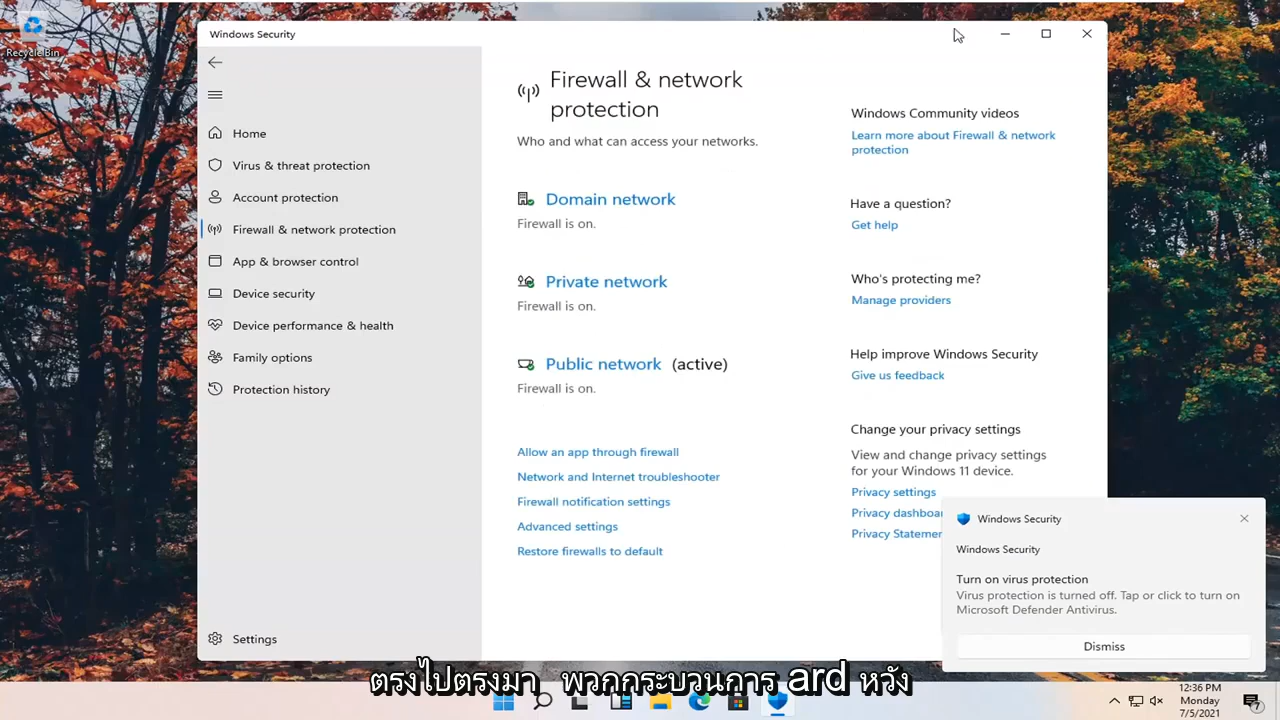 Recycle Bin
Windows Security
Home
Virus & threat protection
Account protection
Firewall & network protection
App & browser control
Device security
Device performance & health
Family options
Protection history
Settings
Firewall & network
protection
Who and what can access your networks.
Domain network
Firewall is on.
Private network
Firewall is on.
Public network (active)
Firewall is on.
Allow an app through firewall
Network and Internet troubleshooter
Firewall notification settings
Advanced settings
Restore firewalls to default
Windows Community videos
Learn more about Firewall & network
protection
Have a question?
Get help
Who's protecting me?
Manage providers
Help improve Windows Security
Give us feedback
Change your privacy settings
View and change privacy settings
for your Windows 11 device.
Privacy settings
Privacy dashboar
Privacy Statemen
Windows Security
Windows Security
Turn on virus protection
Virus protection is turned off. Tap or click to turn on
Microsoft Defender Antivirus.
Dismiss
ตรงไปตรงมา พวกกระบวนการ ard หวัง
12:36 PM
Monday
7/5/2021
7